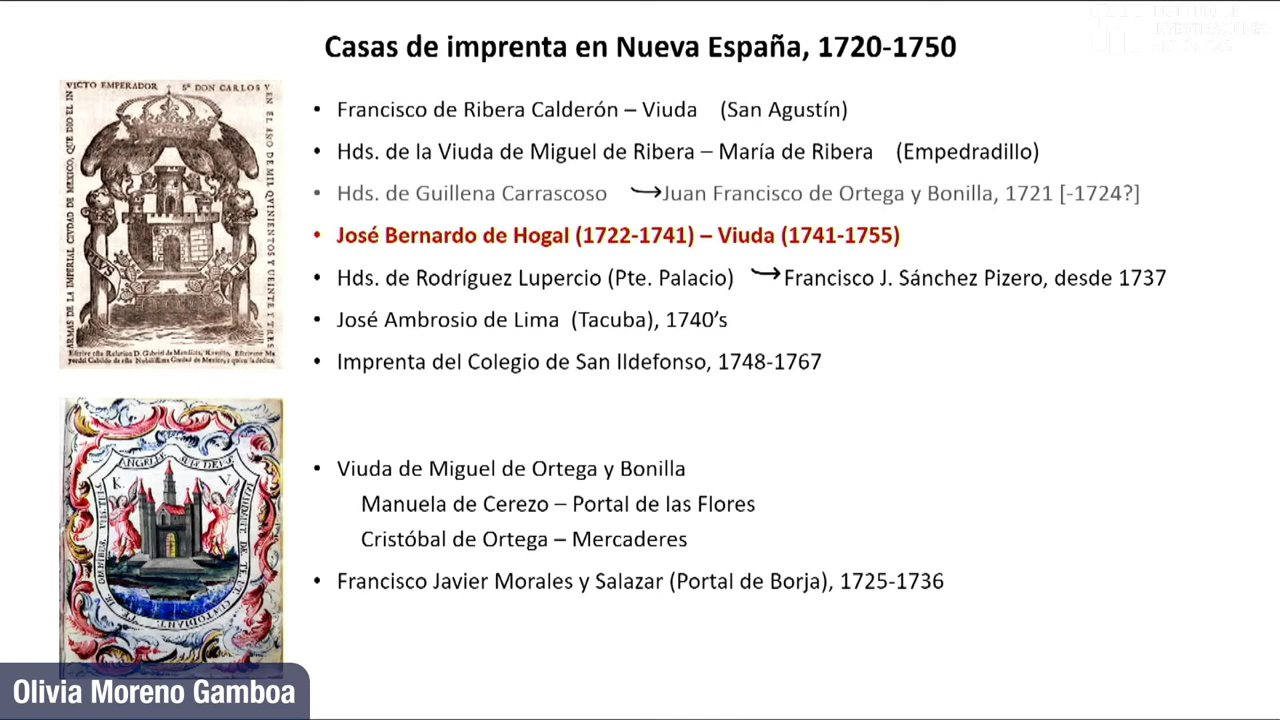 Casas de imprenta en Nueva España, 1720-1750
VICTO EMPERADOR Sr. DON CARLOS V
EN EL AÑO DE MIL QVINIENTOS Y VEINTE Y TRES
ARMAS DE LA IMPERIAL CIUDAD DE MEXICO, QUE DIO EL IN
PLVS
• Francisco de Ribera Calderón – Viuda (San Agustín)
• Hds. de la Viuda de Miguel de Ribera – María de Ribera (Empedradillo)
• Hds. de Guillena Carrascoso Juan Francisco de Ortega y Bonilla, 1721 [-1724?]
• José Bernardo de Hogal (1722-1741) – Viuda (1741-1755)
• Hds. de Rodríguez Lupercio (Pte. Palacio) Francisco J. Sánchez Pizero, desde 1737
• José Ambrosio de Lima (Tacuba), 1740’s
• Imprenta del Colegio de San Ildefonso, 1748-1767
ANGELIS
K. V
• Viuda de Miguel de Ortega y Bonilla
Manuela de Cerezo – Portal de las Flores
Cristóbal de Ortega – Mercaderes
• Francisco Javier Morales y Salazar (Portal de Borja), 1725-1736
Olivia Moreno Gamboa